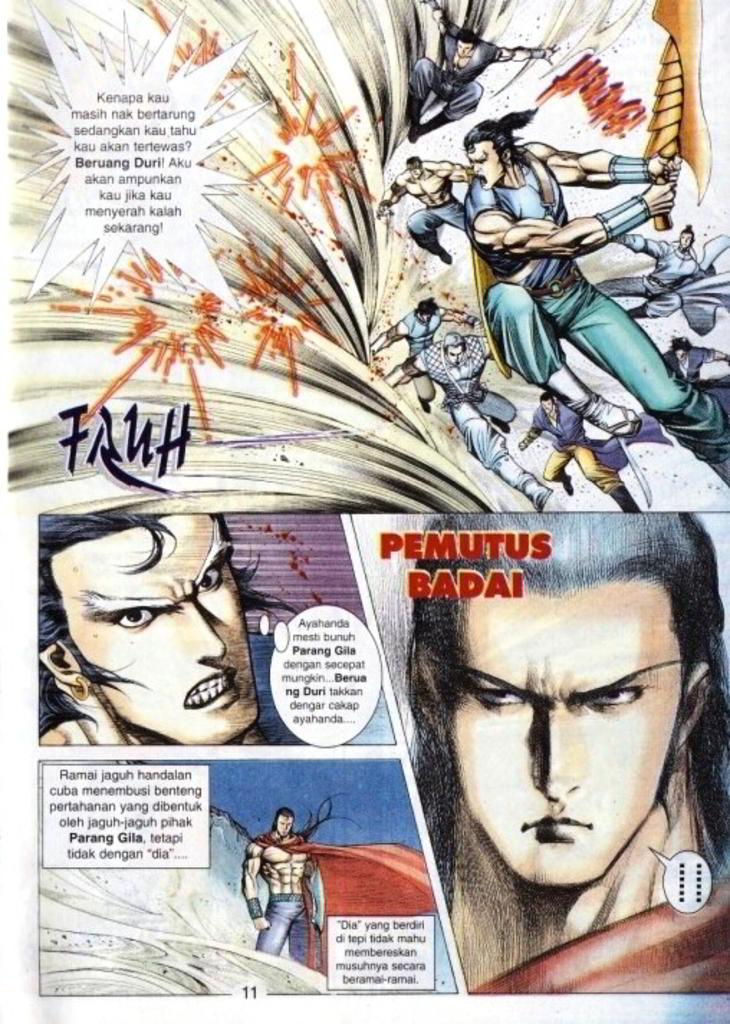 Kenapa kau
masih nak bertarung
sedangkan kau tahu
kau akan tertewas?
Beruang Duri! Aku
akan ampunkan
kau jika kau
menyerah kalah
sekarang!
PEMUTUS
BADAI
Ayahanda
mesti bunuh
Parang Gila
dengan secepat
mungkin...Berua
ng Duri takkan
dengar cakap
ayahanda....
Ramai jaguh handalan
cuba menembusi benteng
pertahanan yang dibentuk
oleh jaguh-jaguh pihak
Parang Gila, tetapi
tidak dengan "dia"....
"Dia" yang berdiri
di tepi tidak mahu
membereskan
musuhnya secara
beramai-ramai.
11